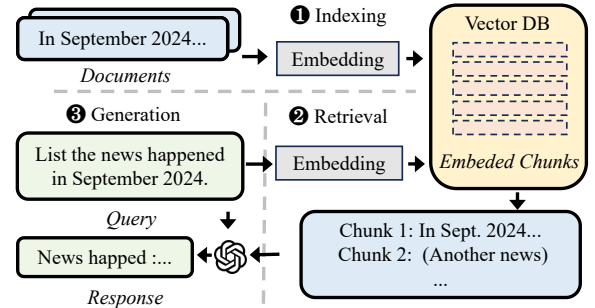 ❶ Indexing
Vector DB
In September 2024...
Embedding
Documents
❸ Generation
❷ Retrieval
List the news happened
in September 2024.
Embedding
Embeded Chunks
Query
Chunk 1: In Sept. 2024...
Chunk 2: (Another news)
...
News happed :...
Response